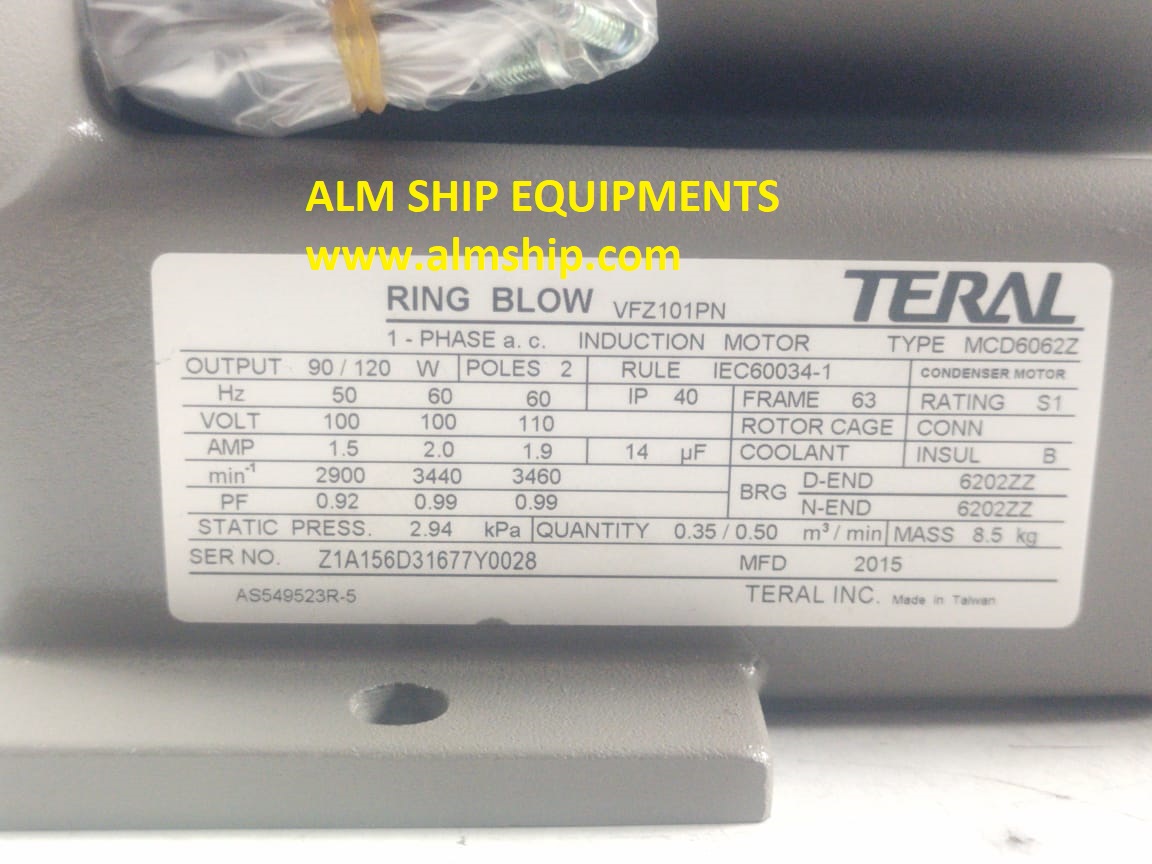 ALM SHIP EQUIPMENTS
www.almship.com
RING BLOW VFZ101PN TERAL
1 - PHASE a. c. INDUCTION MOTOR TYPE MCD6062Z
OUTPUT 90 / 120 W POLES 2 RULE IEC60034-1 CONDENSER MOTOR
Hz 50 60 60 IP 40 FRAME 63 RATING S1
VOLT 100 100 110 ROTOR CAGE CONN
AMP 1.5 2.0 1.9 14 µF COOLANT INSUL B
min⁻¹ 2900 3440 3460 BRG D-END 6202ZZ
PF 0.92 0.99 0.99 N-END 6202ZZ
STATIC PRESS. 2.94 kPa QUANTITY 0.35 / 0.50 m³ / min MASS 8.5 kg
SER NO. Z1A156D31677Y0028 MFD 2015
AS549523R-5 TERAL INC. Made in Taiwan